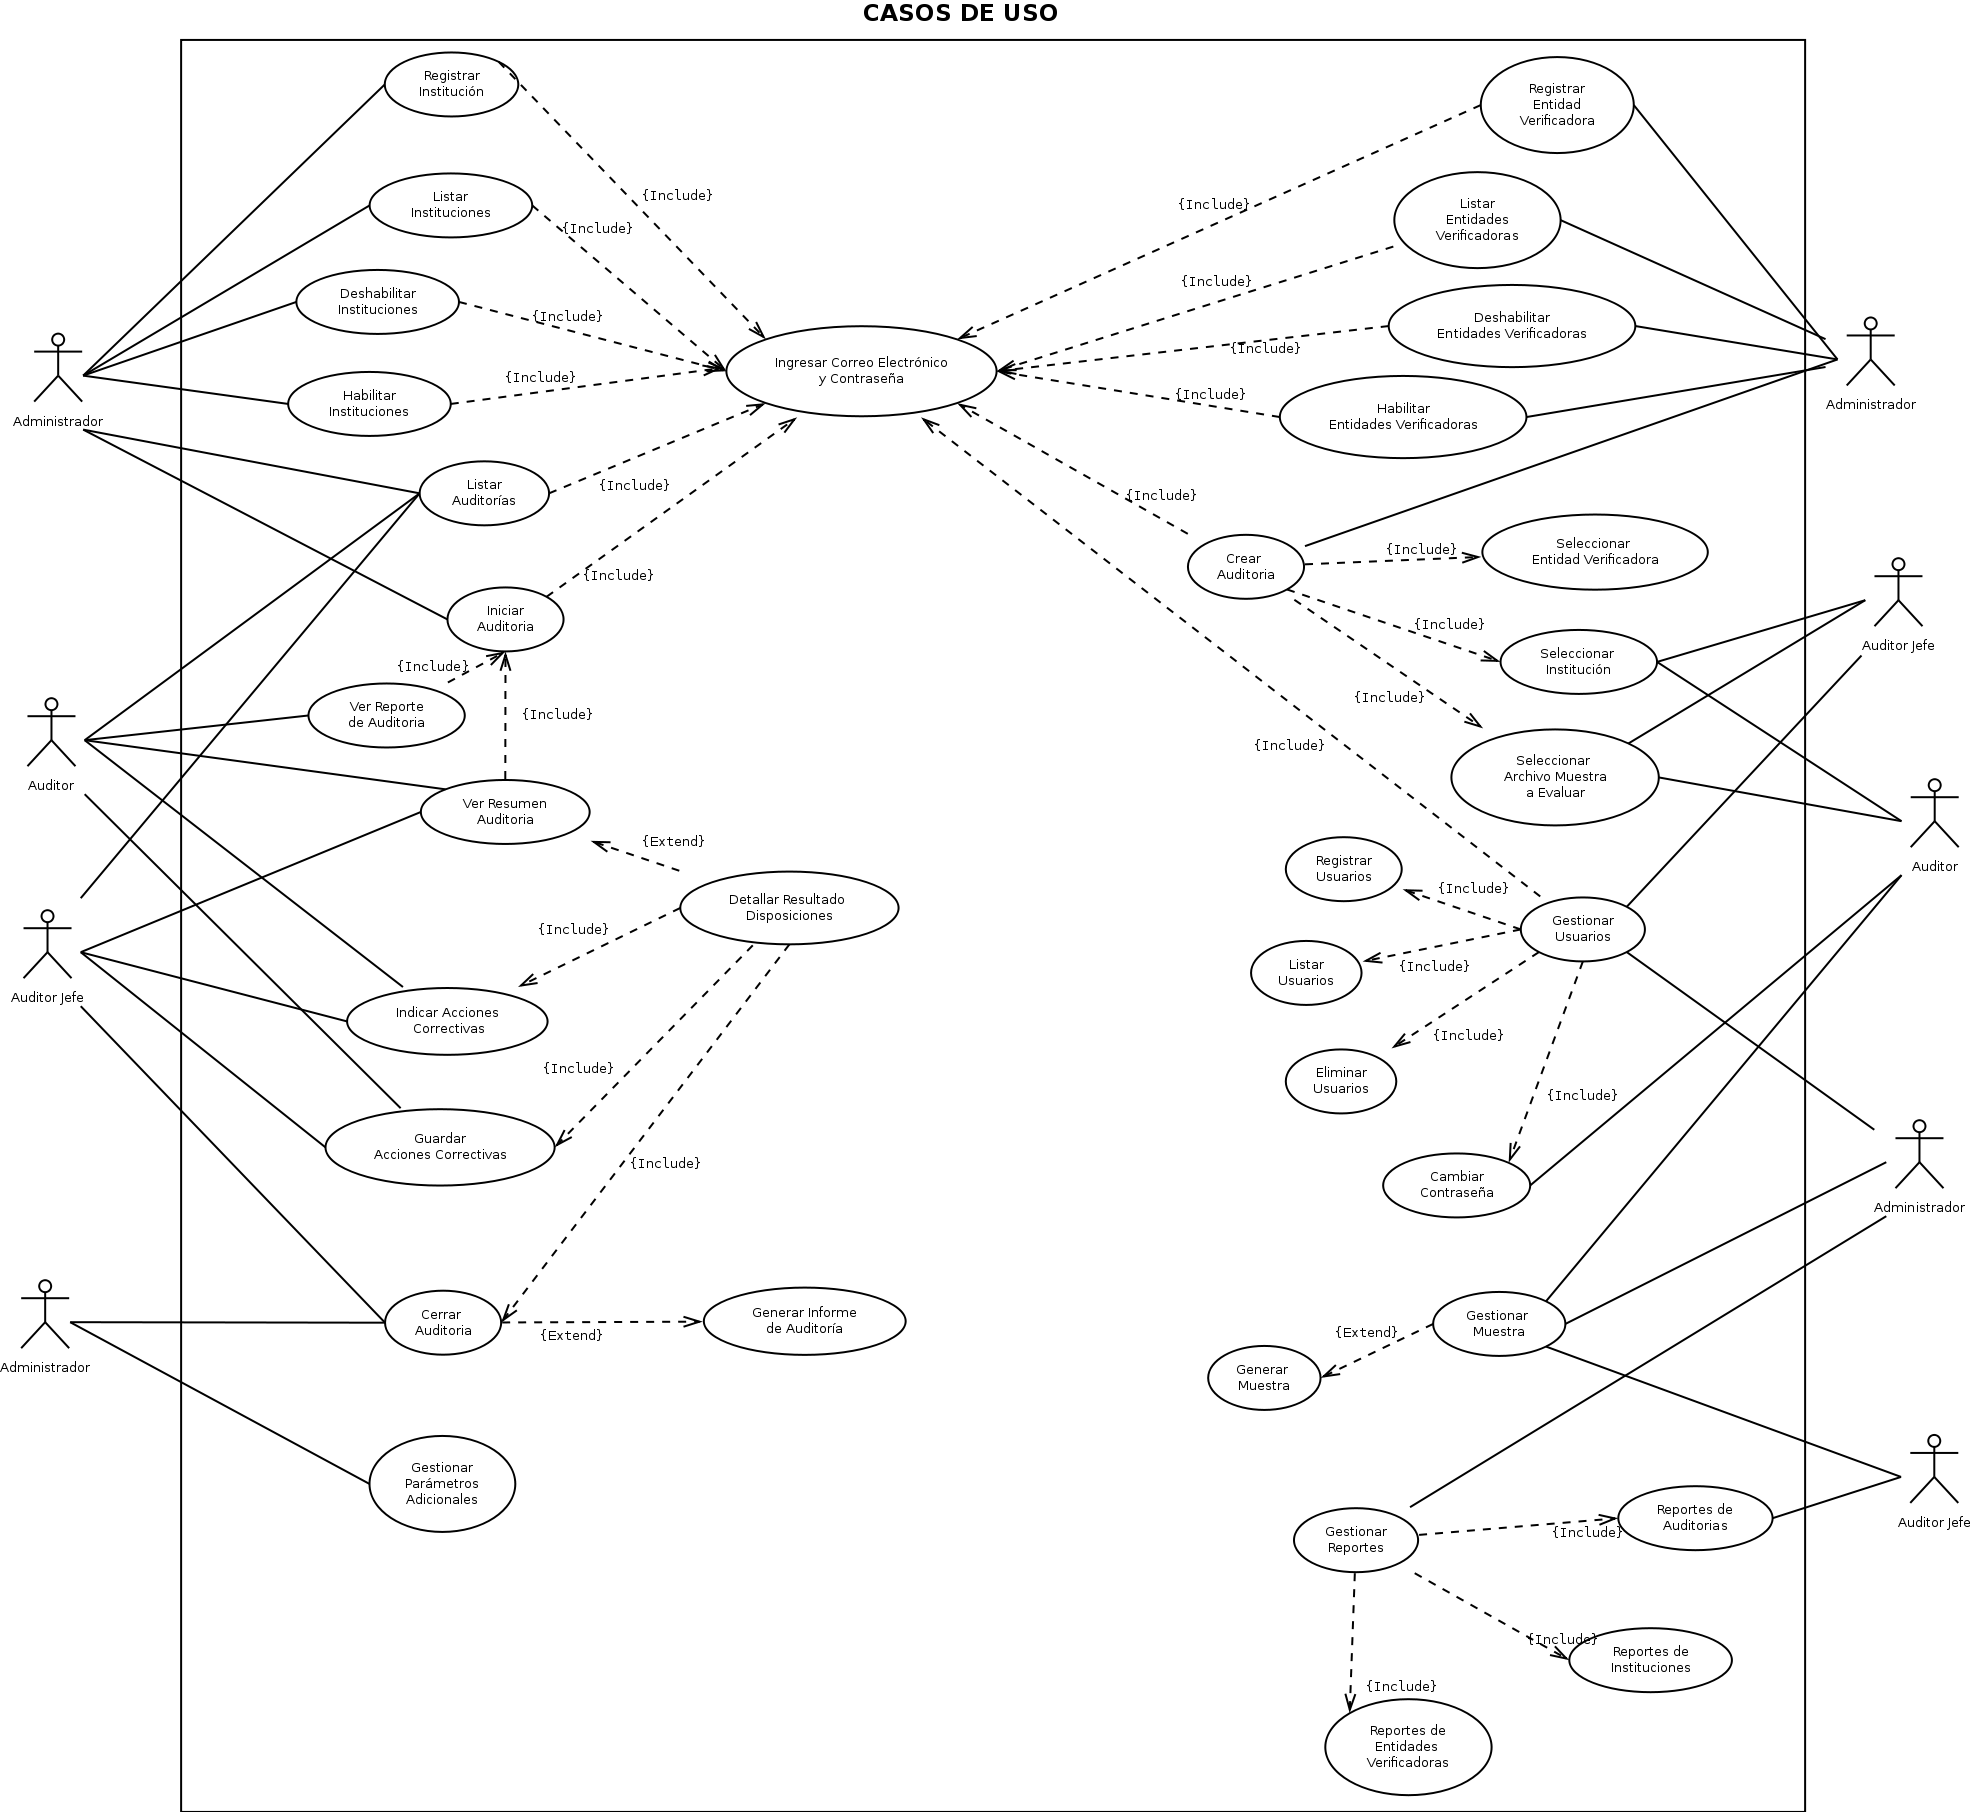 CASOS DE USO
Registrar
Institución
Registrar
Entidad
Verificadora
{Include}
{Include}
Listar
Instituciones
{Include}
Listar
Entidades
Verificadoras
{Include}
Deshabilitar
Instituciones
{Include}
Deshabilitar
Entidades Verificadoras
{Include}
Ingresar Correo Electrónico
y Contraseña
{Include}
Habilitar
Instituciones
{Include}
Habilitar
Entidades Verificadoras
Administrador
Administrador
Listar
Auditorías
{Include}
{Include}
Crear
Auditoria
{Include}
Seleccionar
Entidad Verificadora
Iniciar
Auditoria
{Include}
{Include}
Seleccionar
Institución
Auditor Jefe
{Include}
Ver Reporte
de Auditoria
{Include}
{Include}
{Include}
Seleccionar
Archivo Muestra
a Evaluar
Auditor
Ver Resumen
Auditoria
{Extend}
Registrar
Usuarios
Auditor
{Include}
Detallar Resultado
Disposiciones
{Include}
Gestionar
Usuarios
{Include}
Listar
Usuarios
Auditor Jefe
Indicar Acciones
Correctivas
{Include}
Eliminar
Usuarios
{Include}
{Include}
Guardar
Acciones Correctivas
{Include}
Cambiar
Contraseña
Administrador
Cerrar
Auditoria
{Extend}
Generar Informe
de Auditoría
Gestionar
Muestra
{Extend}
Generar
Muestra
Administrador
Gestionar
Parámetros
Adicionales
Gestionar
Reportes
{Include}
Reportes de
Auditorias
Auditor Jefe
{Include}
Reportes de
Instituciones
{Include}
Reportes de
Entidades
Verificadoras